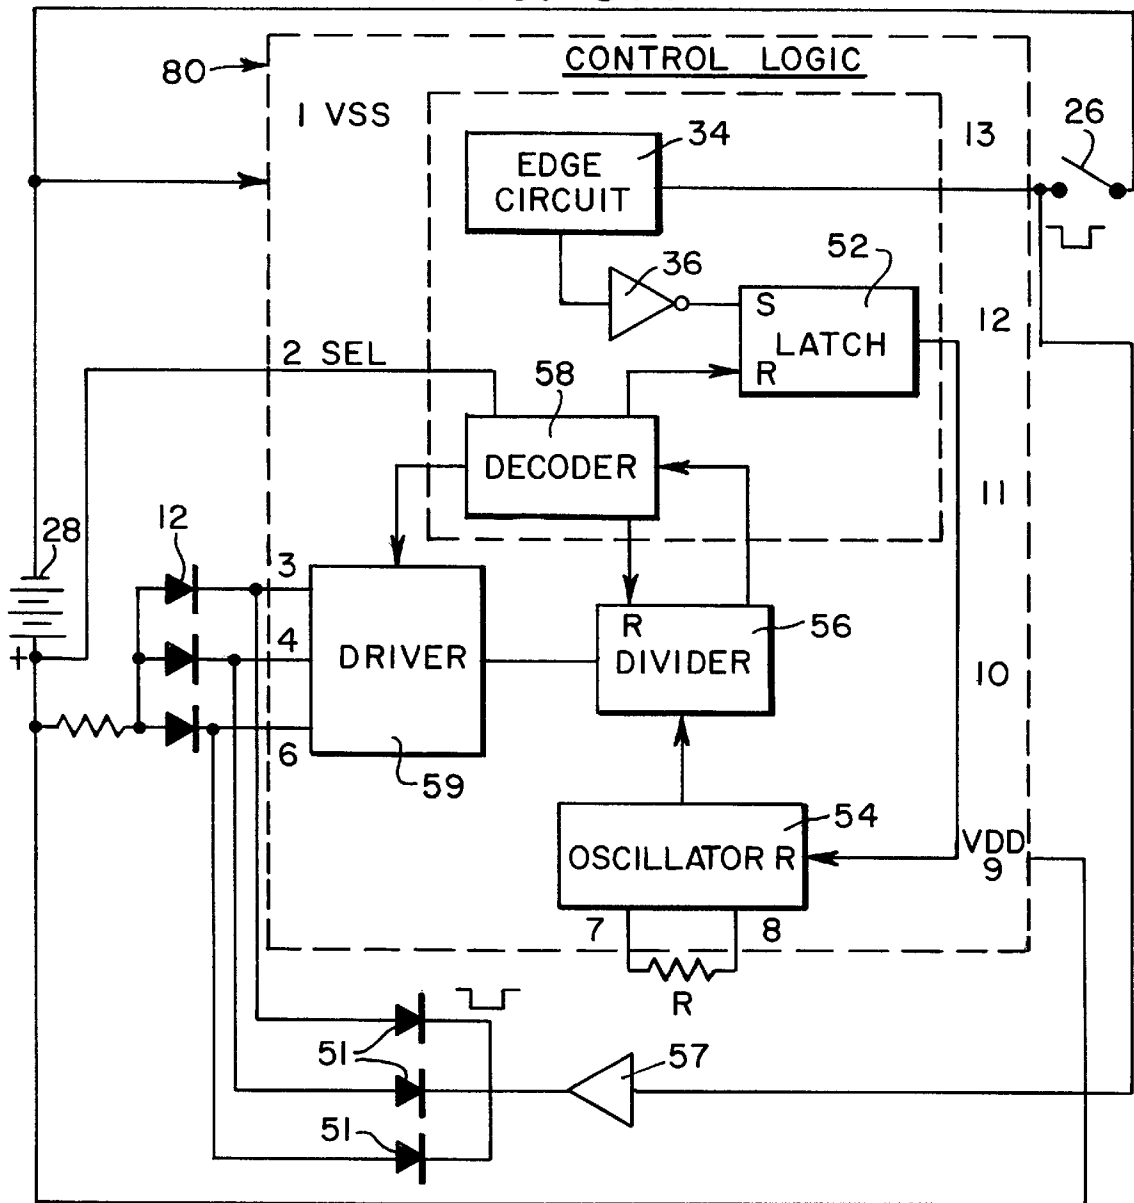 80
CONTROL LOGIC
1 VSS
34
13
26
EDGE
CIRCUIT
36
52
S
LATCH
R
12
2 SEL
58
DECODER
11
28
12
3
4
6
+
DRIVER
59
R
DIVIDER
56
10
54
OSCILLATOR R
VDD
9
7
8
R
51
51
57